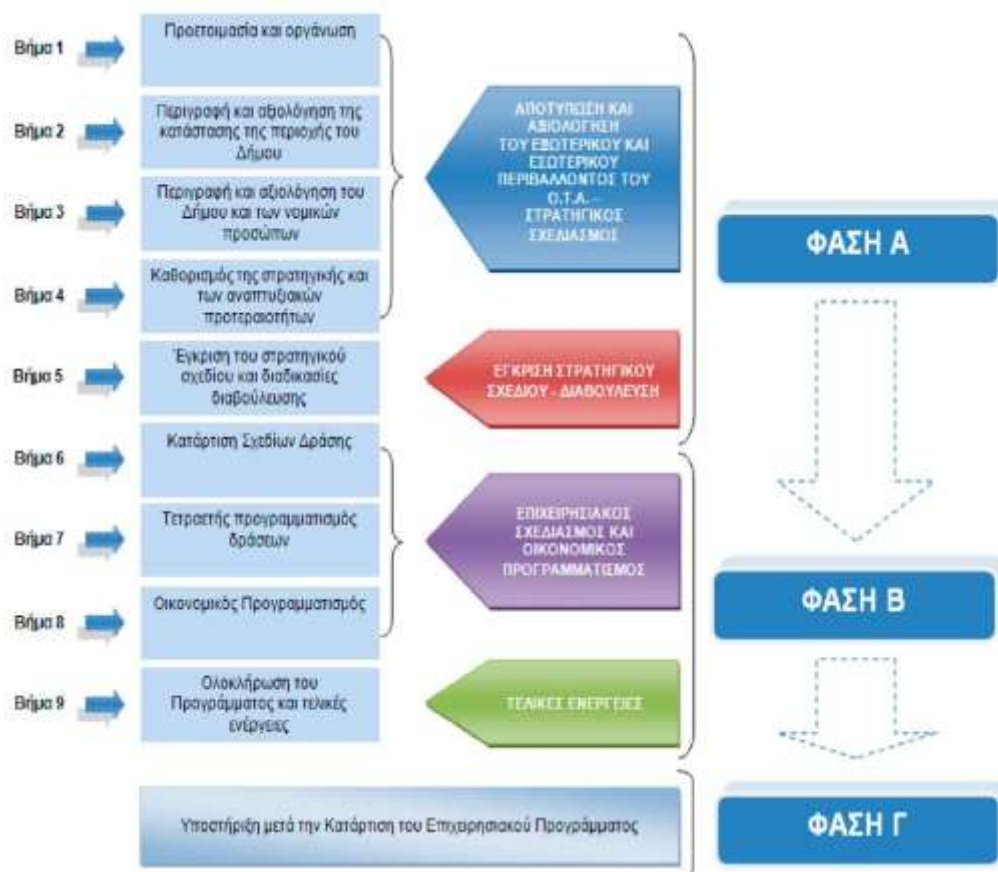 Βήμα 1
Προετοιμασία και οργάνωση
Βήμα 2
Περιγραφή και αξιολόγηση της
κατάστασης της περιοχής του
Δήμου
Βήμα 3
Περιγραφή και αξιολόγηση του
Δήμου και των νομικών
προσώπων
Βήμα 4
Καθορισμός της στρατηγικής και
των αναπτυξιακών
προτεραιοτήτων
ΑΠΟΤΥΠΩΣΗ ΚΑΙ
ΑΞΙΟΛΟΓΗΣΗ
ΤΟΥ ΕΞΩΤΕΡΙΚΟΥ ΚΑΙ
ΕΣΩΤΕΡΙΚΟΥ
ΠΕΡΙΒΑΛΛΟΝΤΟΣ ΤΟΥ
Ο.Τ.Α. –
ΣΤΡΑΤΗΓΙΚΟΣ
ΣΧΕΔΙΑΣΜΟΣ
ΦΑΣΗ Α
Βήμα 5
Έγκριση του στρατηγικού
σχεδίου και διαδικασίες
διαβούλευσης
ΕΓΚΡΙΣΗ ΣΤΡΑΤΗΓΙΚΟΥ
ΣΧΕΔΙΟΥ - ΔΙΑΒΟΥΛΕΥΣΗ
Βήμα 6
Κατάρτιση Σχεδίων Δράσης
Βήμα 7
Τετραετής προγραμματισμός
δράσεων
Βήμα 8
Οικονομικός Προγραμματισμός
ΕΠΙΧΕΙΡΗΣΙΑΚΟΣ
ΣΧΕΔΙΑΣΜΟΣ ΚΑΙ
ΟΙΚΟΝΟΜΙΚΟΣ
ΠΡΟΓΡΑΜΜΑΤΙΣΜΟΣ
ΦΑΣΗ Β
Βήμα 9
Ολοκλήρωση του
Προγράμματος και τελικές
ενέργειες
ΤΕΛΙΚΕΣ ΕΝΕΡΓΕΙΕΣ
Υποστήριξη μετά την Κατάρτιση του Επιχειρησιακού Προγράμματος
ΦΑΣΗ Γ